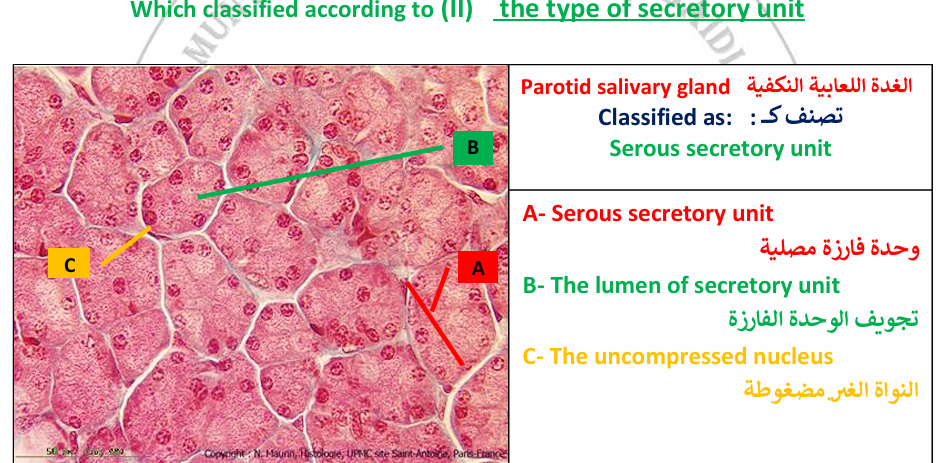 Which classified according to (II) the type of secretory unit
Parotid salivary gland الغدة اللعابية النكفية
Classified as: تصنف كـ :
Serous secretory unit
B
C
A
A- Serous secretory unit
وحدة فارزة مصلية
B- The lumen of secretory unit
تجويف الوحدة الفارزة
C- The uncompressed nucleus
النواة الغير مضغوطة
Copyright : N. Maurin, Histologie, UPMC site Saint-Antoine, Paris-France